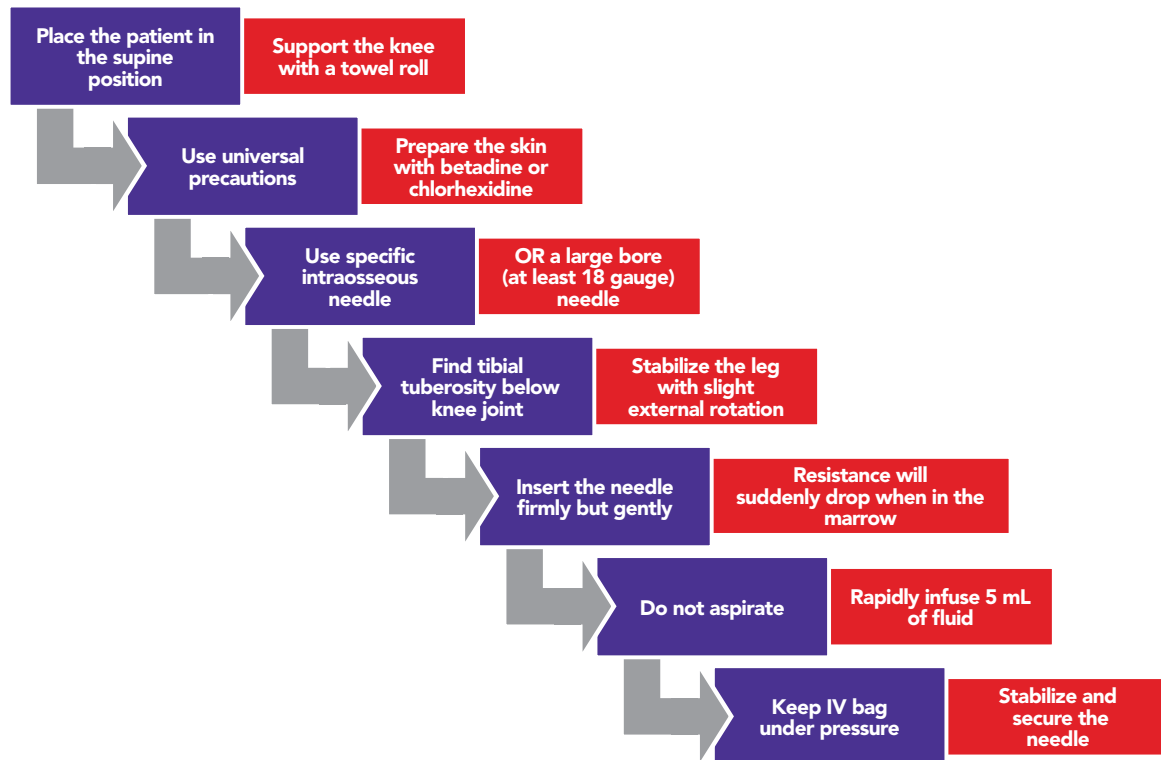 Place the patient in
the supine
position
Support the knee
with a towel roll
Use universal
precautions
Prepare the skin
with betadine or
chlorhexidine
Use specific
intraosseous
needle
OR a large bore
(at least 18 gauge)
needle
Find tibial
tuberosity below
knee joint
Stabilize the leg
with slight
external rotation
Insert the needle
firmly but gently
Resistance will
suddenly drop when in the
marrow
Do not aspirate
Rapidly infuse 5 mL
of fluid
Keep IV bag
under pressure
Stabilize and
secure the
needle